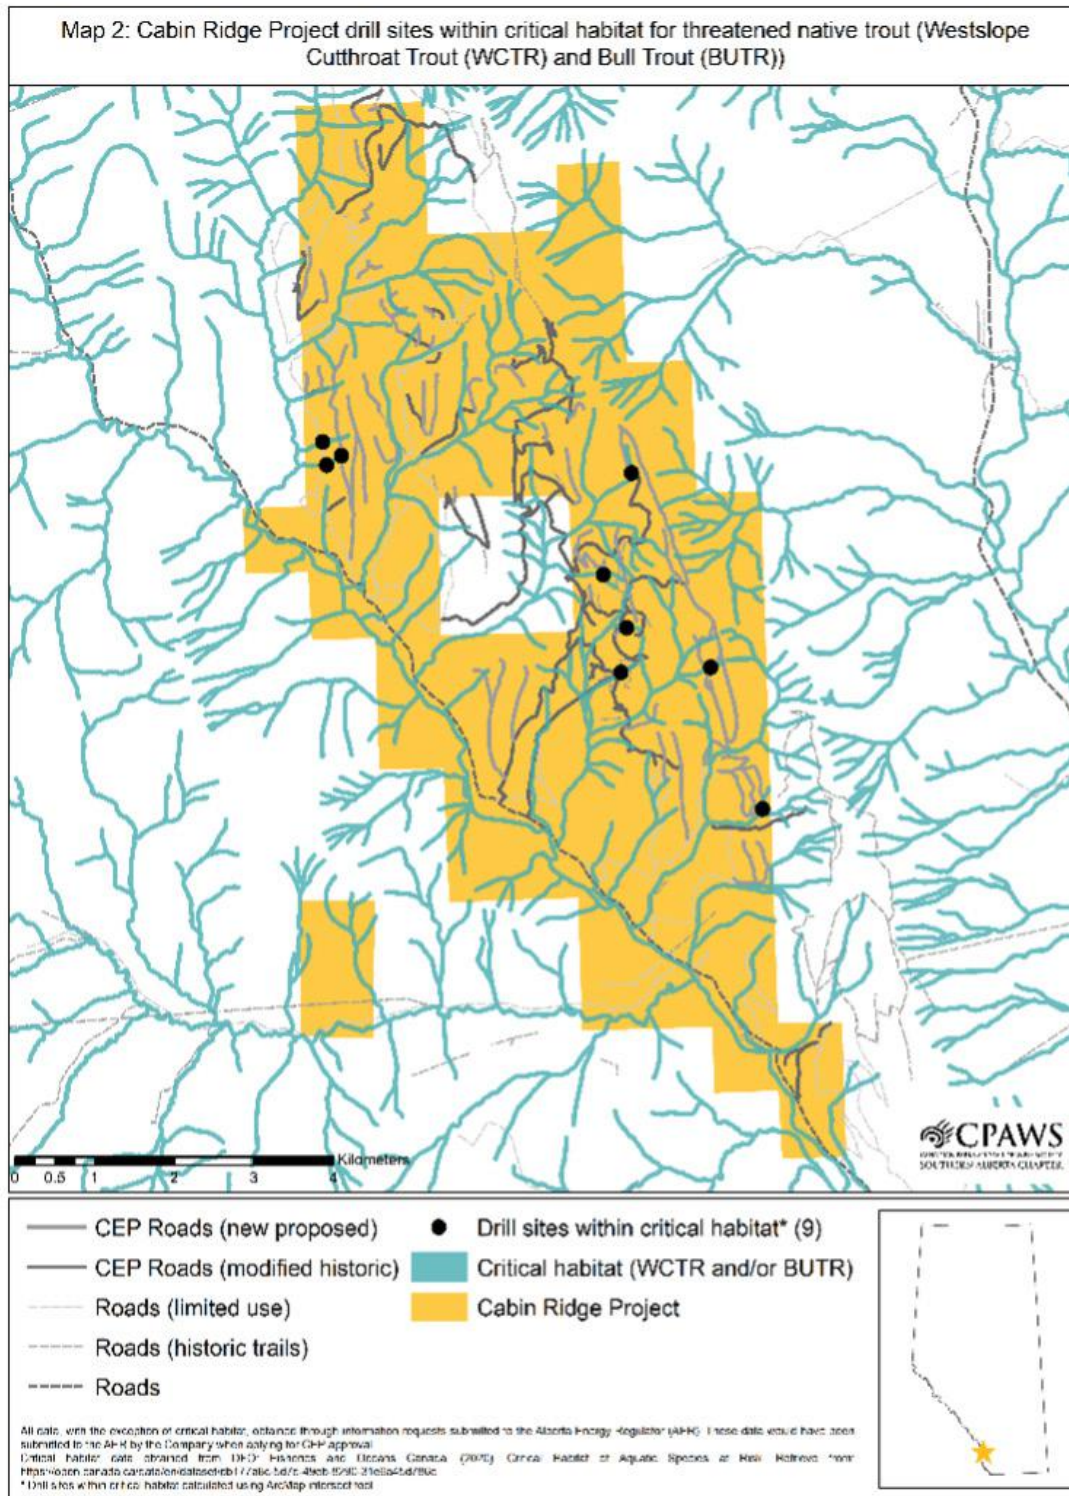 Map 2: Cabin Ridge Project drill sites within critical habitat for threatened native trout (Westslope
Cutthroat Trout (WCTR) and Bull Trout (BUTR))
CPAWS
SOUTHERN ALBERTA CHAPTER
Kilometers
0 0.5 1 2 3 4
CEP Roads (new proposed)
CEP Roads (modified historic)
Roads (limited use)
Roads (historic trails)
Roads
Drill sites within critical habitat* (9)
Critical habitat (WCTR and/or BUTR)
Cabin Ridge Project
All data, with the exception of critical habitat, obtained through information requests submitted to the Alberta Energy Regulator (AER). These data would have been
submitted to the AER by the Company when applying for CEP approval
Critical habitat data obtained from DFO: Fisheries and Oceans Canada. (2020). Critical Habitat of Aquatic Species at Risk. Retrieve from:
* Drill sites within critical habitat calculated using ArcMap intersect tool